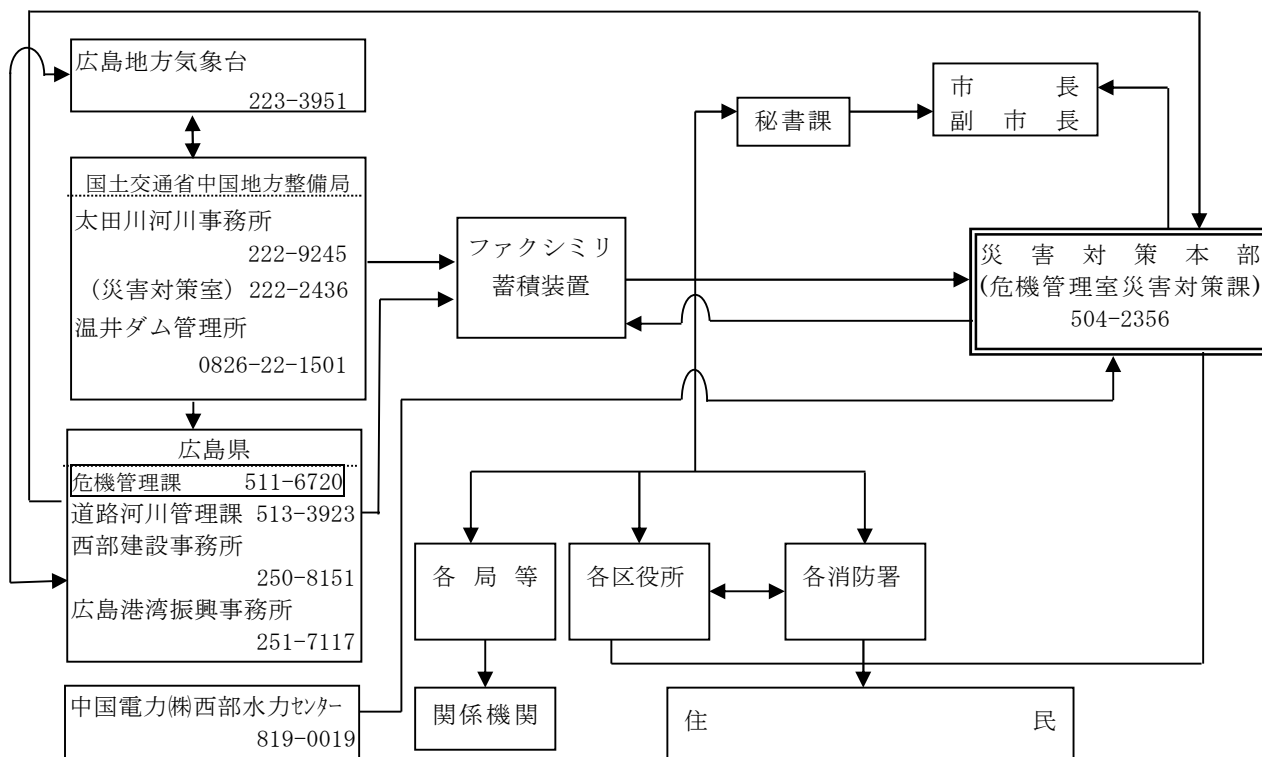 広島地方気象台
223-3951
国土交通省中国地方整備局
太田川河川事務所
222-9245
（災害対策室）222-2436
温井ダム管理所
0826-22-1501
広島県
危機管理課 511-6720
道路河川管理課 513-3923
西部建設事務所
250-8151
広島港湾振興事務所
251-7117
中国電力㈱西部水力ｾﾝﾀｰ
819-0019
ファクシミリ
蓄積装置
秘書課
市長
副市長
災害対策本部
(危機管理室災害対策課)
504-2356
各局等
各区役所
各消防署
関係機関
住民